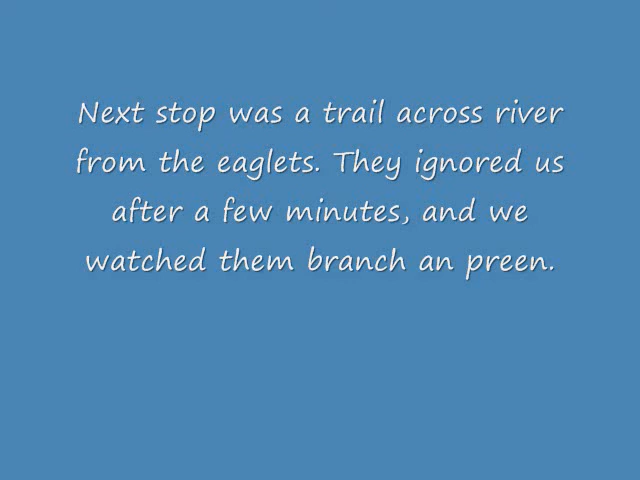 Next stop was a trail across river
from the eaglets. They ignored us
after a few minutes, and we
watched them branch an preen.